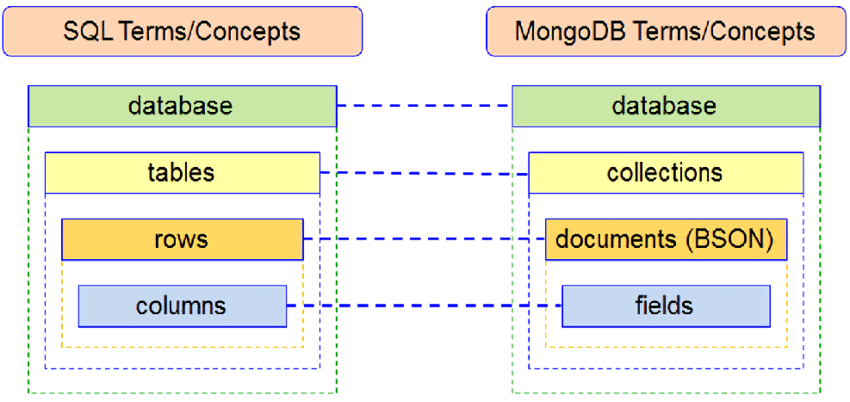 SQL Terms/Concepts
MongoDB Terms/Concepts
database
database
tables
collections
rows
documents (BSON)
columns
fields